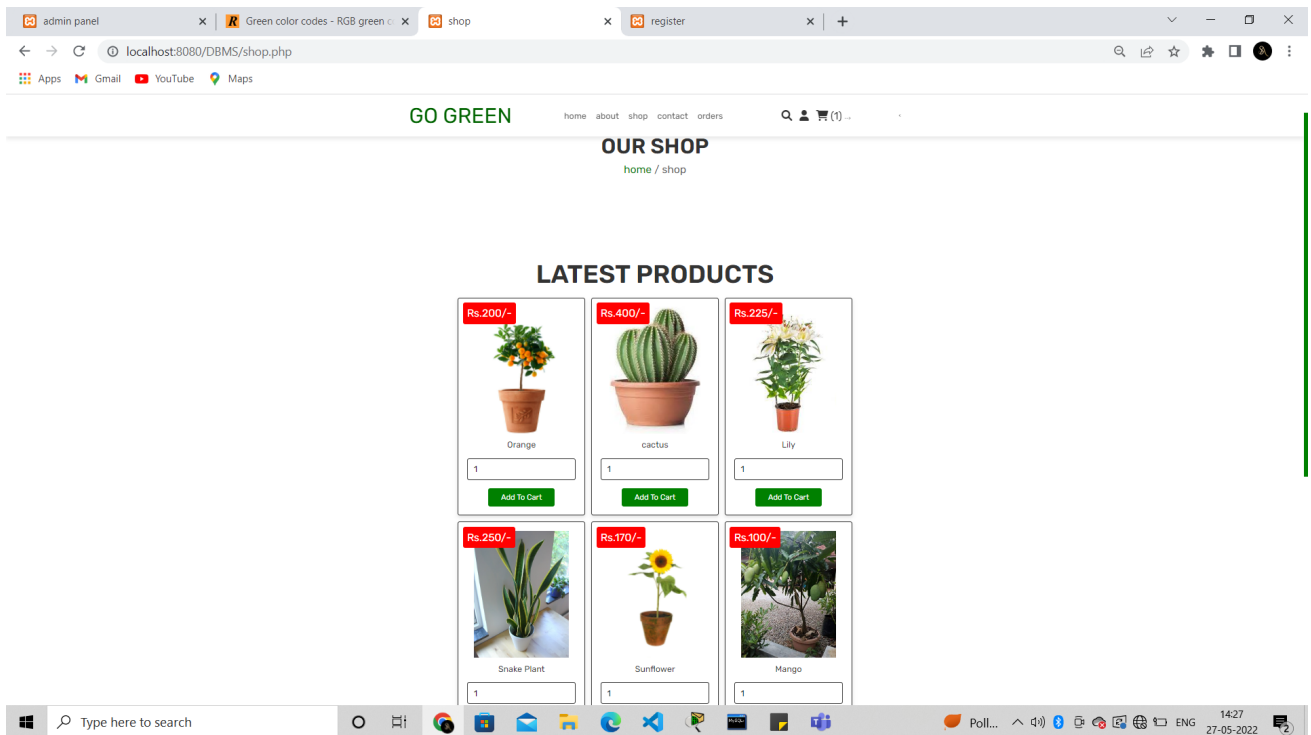 admin panel
Green color codes - RGB green c
shop
register
localhost:8080/DBMS/shop.php
Apps
Gmail
YouTube
Maps
GO GREEN
home about shop contact orders
(1)
OUR SHOP
home / shop
LATEST PRODUCTS
Rs.200/- Rs.400/- Rs.225/-
Orange cactus Lily
1 1 1
Add To Cart Add To Cart Add To Cart
Rs.250/- Rs.170/- Rs.100/-
Snake Plant Sunflower Mango
1 1 1
Type here to search
Poll...
ENG
14:27
27-05-2022
2